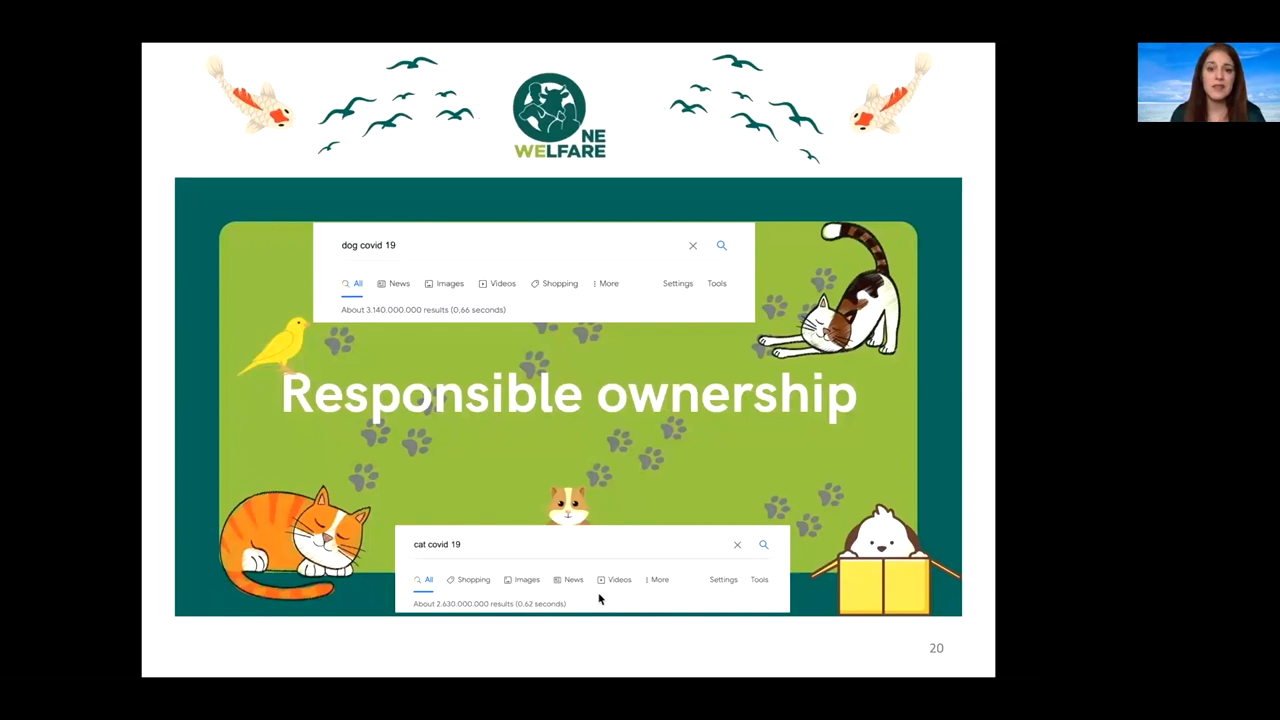 NE
WELFARE
dog covid 19
All News Images Videos Shopping More Settings Tools
About 3.140.000.000 results (0,66 seconds)
Responsible ownership
cat covid 19
All Shopping Images News Videos More Settings Tools
About 2.630.000.000 results (0,62 seconds)
20